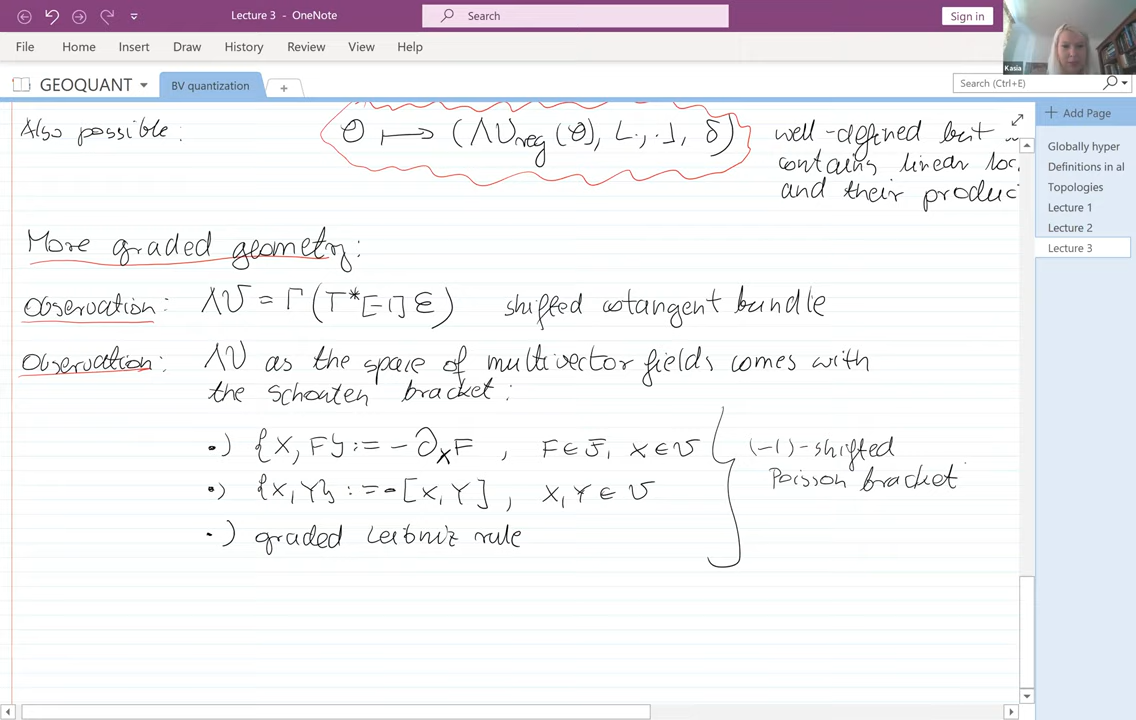 Lecture 3 - OneNote
Search
Sign in
File Home Insert Draw History Review View Help
Kasia
GEOQUANT
BV quantization
Search (Ctrl+E)
Add Page
Globally hyper
Definitions in al
Topologies
Lecture 1
Lecture 2
Lecture 3
Also possible: O ↦ (ΛV_reg(O), ⌊·,·⌋, δ) well-defined but
contains linear loc.
and their produc
More graded geometry:
Observation: ΛV = Γ(T*[-1]E) shifted cotangent bundle
Observation: ΛV as the space of multivector fields comes with
the schouten bracket:
·) {X, F} := -∂_X F , F ∈ F, X ∈ V
·) {X, Y} := -[X, Y] , X, Y ∈ V
·) graded Leibniz rule
(-1)-shifted
Poisson bracket